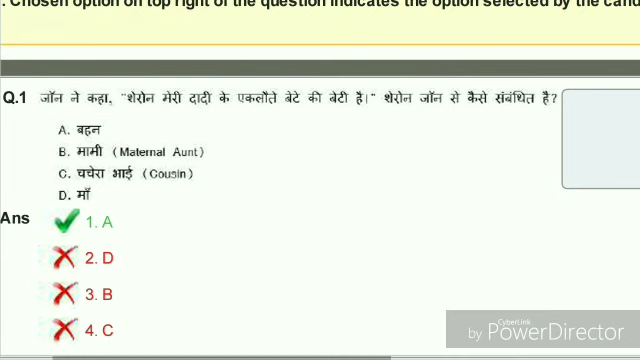 . Chosen option on top right of the question indicates the option selected by the cand
Q.1 जॉन ने कहा, "शेरोन मेरी दादी के एकलौते बेटे की बेटी है।" शेरोन जॉन से कैसे संबंधित है?
A. बहन
B. मामी (Maternal Aunt)
C. चचेरा भाई (Cousin)
D. माँ
Ans 1. A
2. D
3. B
4. C
CyberLink
by PowerDirector